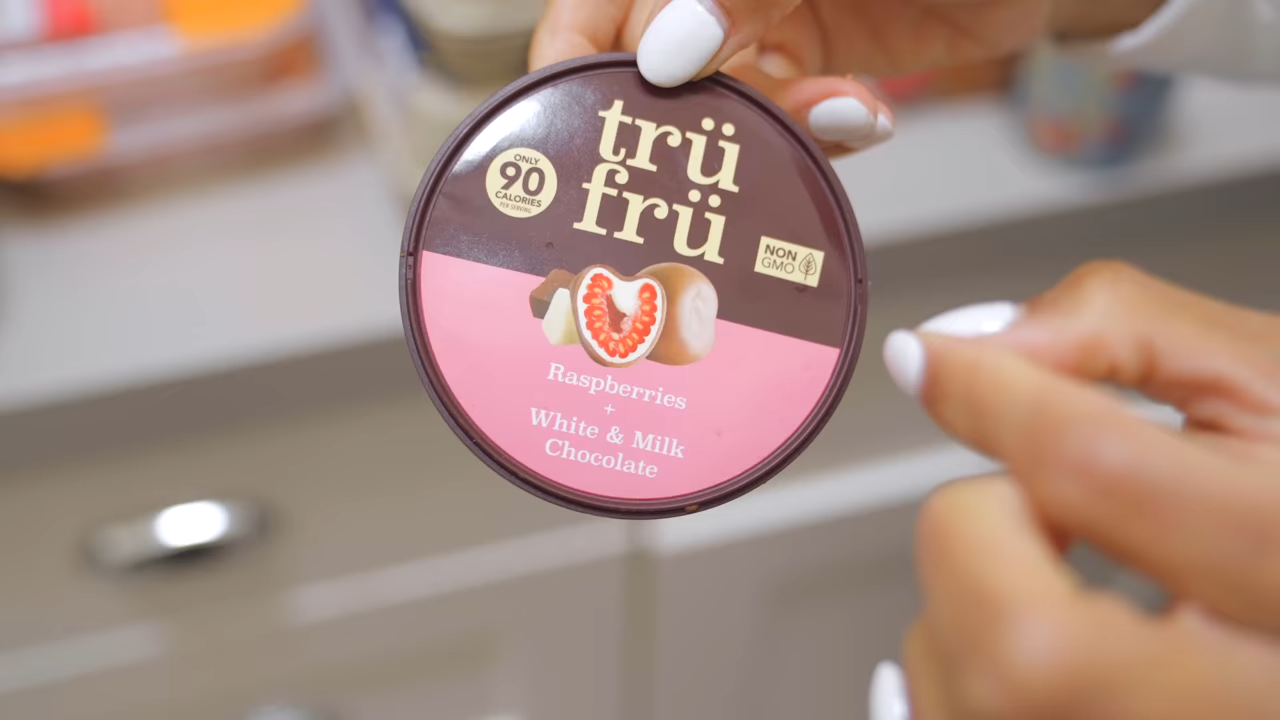 trü
frü
ONLY
90
CALORIES
PER SERVING
NON
GMO
Raspberries
+
White & Milk
Chocolate